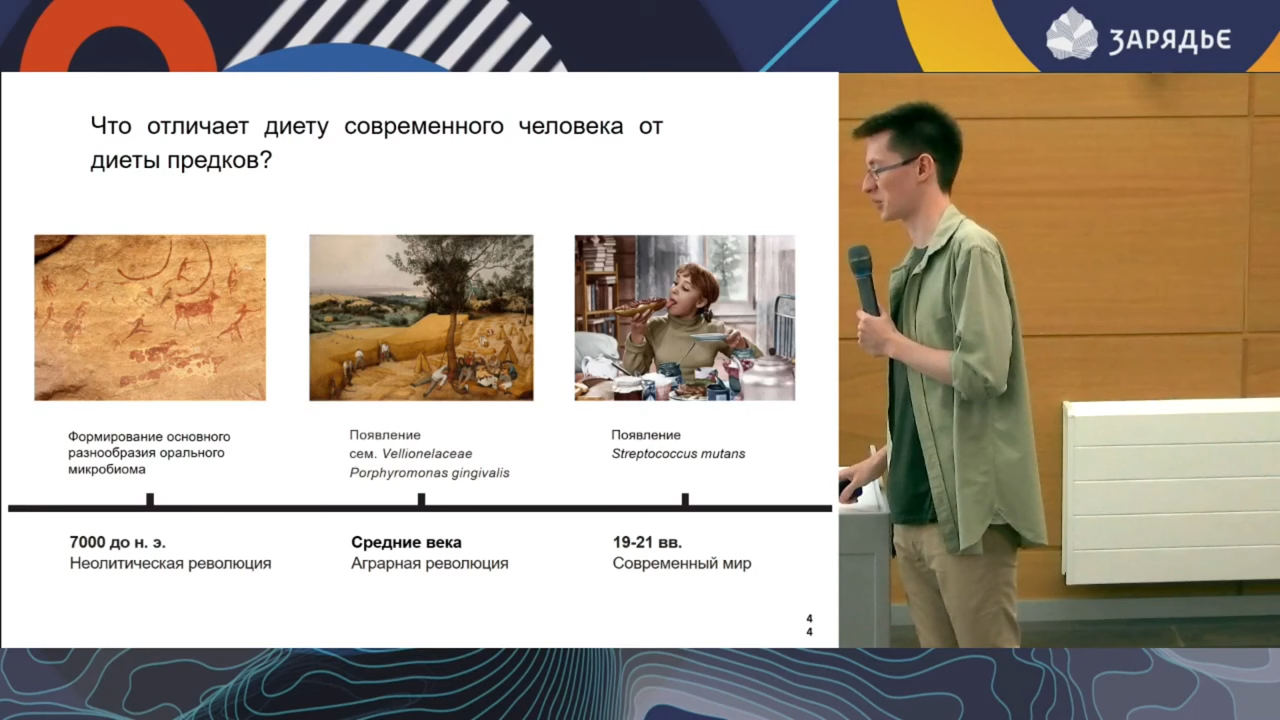 ЗАРЯДЬЕ
Что отличает диету современного человека от
диеты предков?
Формирование основного
разнообразия орального
микробиома
Появление
сем. Vellionelaceae
Porphyromonas gingivalis
Появление
Streptococcus mutans
7000 до н. э.
Неолитическая революция
Средние века
Аграрная революция
19-21 вв.
Современный мир
4
4